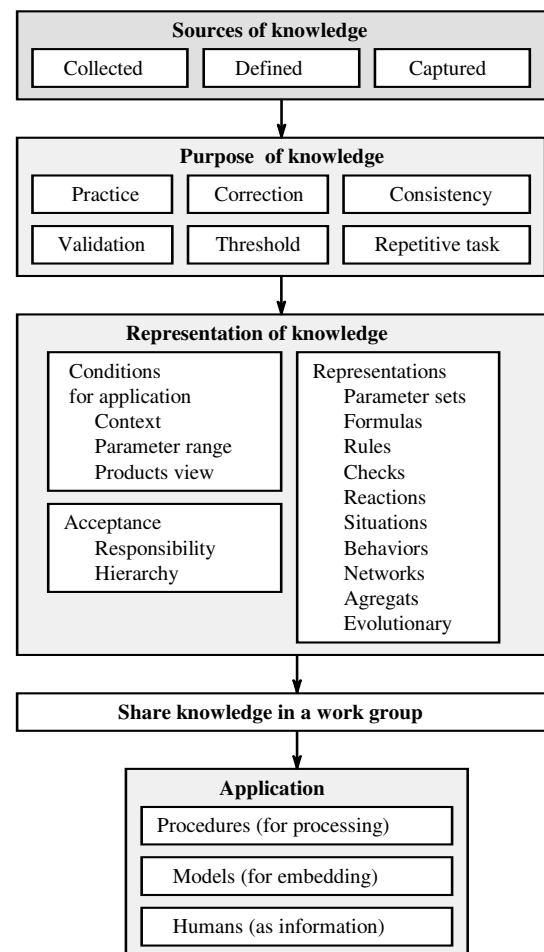 Sources of knowledge
Collected
Defined
Captured
Purpose of knowledge
Practice
Correction
Consistency
Validation
Threshold
Repetitive task
Representation of knowledge
Conditions
for application
Context
Parameter range
Products view
Acceptance
Responsibility
Hierarchy
Representations
Parameter sets
Formulas
Rules
Checks
Reactions
Situations
Behaviors
Networks
Agregats
Evolutionary
Share knowledge in a work group
Application
Procedures (for processing)
Models (for embedding)
Humans (as information)